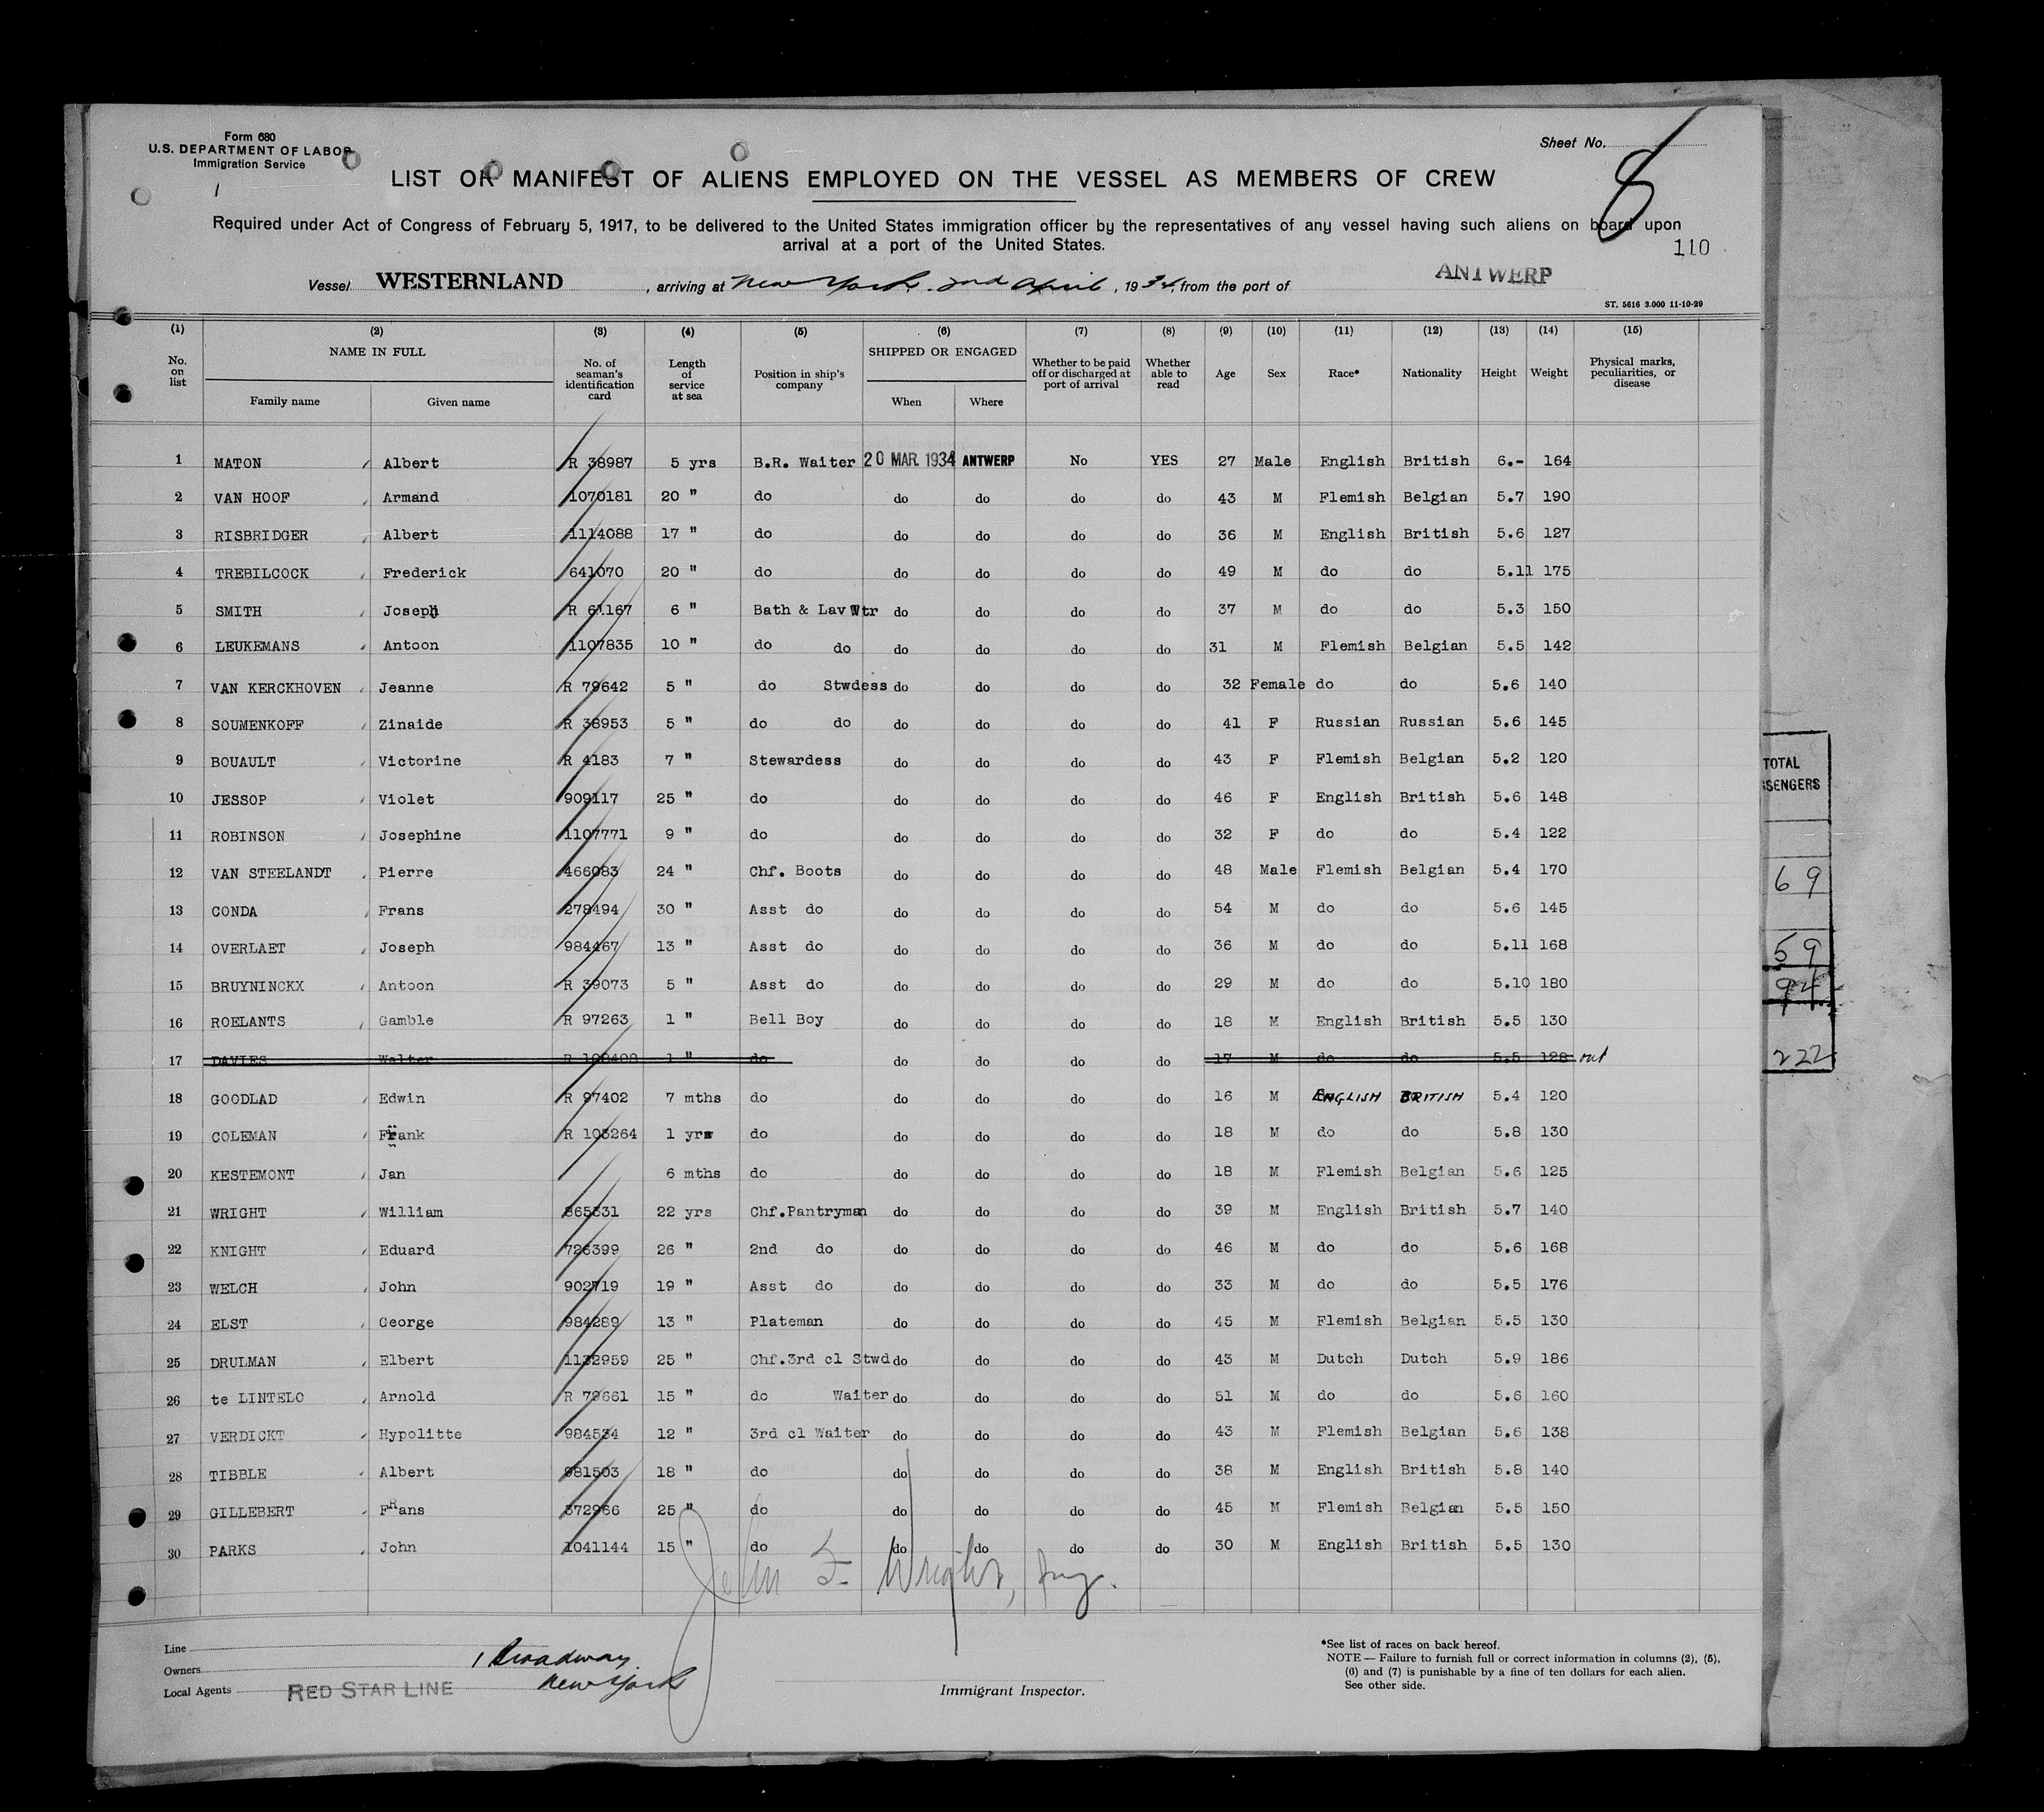 Form 680
U.S. DEPARTMENT OF LABOR
Immigration Service
1
Sheet No. 8
LIST OR MANIFEST OF ALIENS EMPLOYED ON THE VESSEL AS MEMBERS OF CREW
Required under Act of Congress of February 5, 1917, to be delivered to the United States immigration officer by the representatives of any vessel having such aliens on board upon
arrival at a port of the United States.
110
Vessel WESTERNLAND, arriving at New York. 2nd April, 1934, from the port of ANTWERP
ST. 5616 3.000 11-10-29
(1) (2) (3) (4) (5) (6) (7) (8) (9) (10) (11) (12) (13) (14) (15)
No. on list NAME IN FULL Family name Given name No. of seaman's identification card Length of service at sea Position in ship's company SHIPPED OR ENGAGED When Where Whether to be paid off or discharged at port of arrival Whether able to read Age Sex Race* Nationality Height Weight Physical marks, peculiarities, or disease
1 MATON Albert R 38987 5 yrs B.R. Waiter 20 MAR. 1934 ANTWERP No YES 27 Male English British 6.- 164
2 VAN HOOF Armand 1070181 20 " do do do do do 43 M Flemish Belgian 5.7 190
3 RISBRIDGER Albert 1114088 17 " do do do do do 36 M English British 5.6 127
4 TREBILCOCK Frederick 641070 20 " do do do do do 49 M do do 5.11 175
5 SMITH Joseph R 61167 6 " Bath & Lav Wtr do do do do 37 M do do 5.3 150
6 LEUKEMANS Antoon 1107835 10 " do do do do do do 31 M Flemish Belgian 5.5 142
7 VAN KERCKHOVEN Jeanne R 79642 5 " do Stwdess do do do do 32 Female do do 5.6 140
8 SOUMENKOFF Zinaide R 38953 5 " do do do do do do 41 F Russian Russian 5.6 145
9 BOUAULT Victorine R 4183 7 " Stewardess do do do do 43 F Flemish Belgian 5.2 120
10 JESSOP Violet 909117 25 " do do do do do 46 F English British 5.6 148
11 ROBINSON Josephine 1107771 9 " do do do do do 32 F do do 5.4 122
12 VAN STEELANDT Pierre 466083 24 " Chf. Boots do do do do 48 Male Flemish Belgian 5.4 170
13 CONDA Frans 278494 30 " Asst do do do do do 54 M do do 5.6 145
14 OVERLAET Joseph 984467 13 " Asst do do do do do 36 M do do 5.11 168
15 BRUYNINCKX Antoon R 39073 5 " Asst do do do do do 29 M do do 5.10 180
16 ROELANTS Gamble R 97263 1 " Bell Boy do do do do 18 M English British 5.5 130
17 DAVIES Walter R 108408 1 " do do do do do 17 M do do 5.5 128 out
18 GOODLAD Edwin R 97402 7 mths do do do do do 16 M ENGLISH BRITISH 5.4 120
19 COLEMAN Frank R 103264 1 yrs do do do do do 18 M do do 5.8 130
20 KESTEMONT Jan 6 mths do do do do do 18 M Flemish Belgian 5.6 125
21 WRIGHT William 22 yrs Chf.Pantryman do do do do 39 M English British 5.7 140
22 KNIGHT Eduard 726399 26 " 2nd do do do do do 46 M do do 5.6 168
23 WELCH John 902719 19 " Asst do do do do do 33 M do do 5.5 176
24 ELST George 984289 13 " Plateman do do do do 45 M Flemish Belgian 5.5 130
25 DRULMAN Elbert 1132959 25 " Chf.3rd cl Stwd do do do do 43 M Dutch Dutch 5.9 186
26 te LINTELO Arnold R 79661 15 " do Waiter do do do do 51 M do do 5.6 160
27 VERDICKT Hypolitte 984534 12 " 3rd cl Waiter do do do do 43 M Flemish Belgian 5.6 138
28 TIBBLE Albert 981503 18 " do do do do do 38 M English British 5.8 140
29 GILLEBERT FRans 372966 25 " do do do do do 45 M Flemish Belgian 5.5 150
30 PARKS John 1041144 15 " do do do do do 30 M English British 5.5 130
John F. Wright, Ing.
Line
Owners
Local Agents RED STAR LINE
1 Broadway
New York
Immigrant Inspector.
*See list of races on back hereof.
NOTE — Failure to furnish full or correct information in columns (2), (5),
(6) and (7) is punishable by a fine of ten dollars for each alien.
See other side.
TOTAL
SSENGERS
69
59
94
222